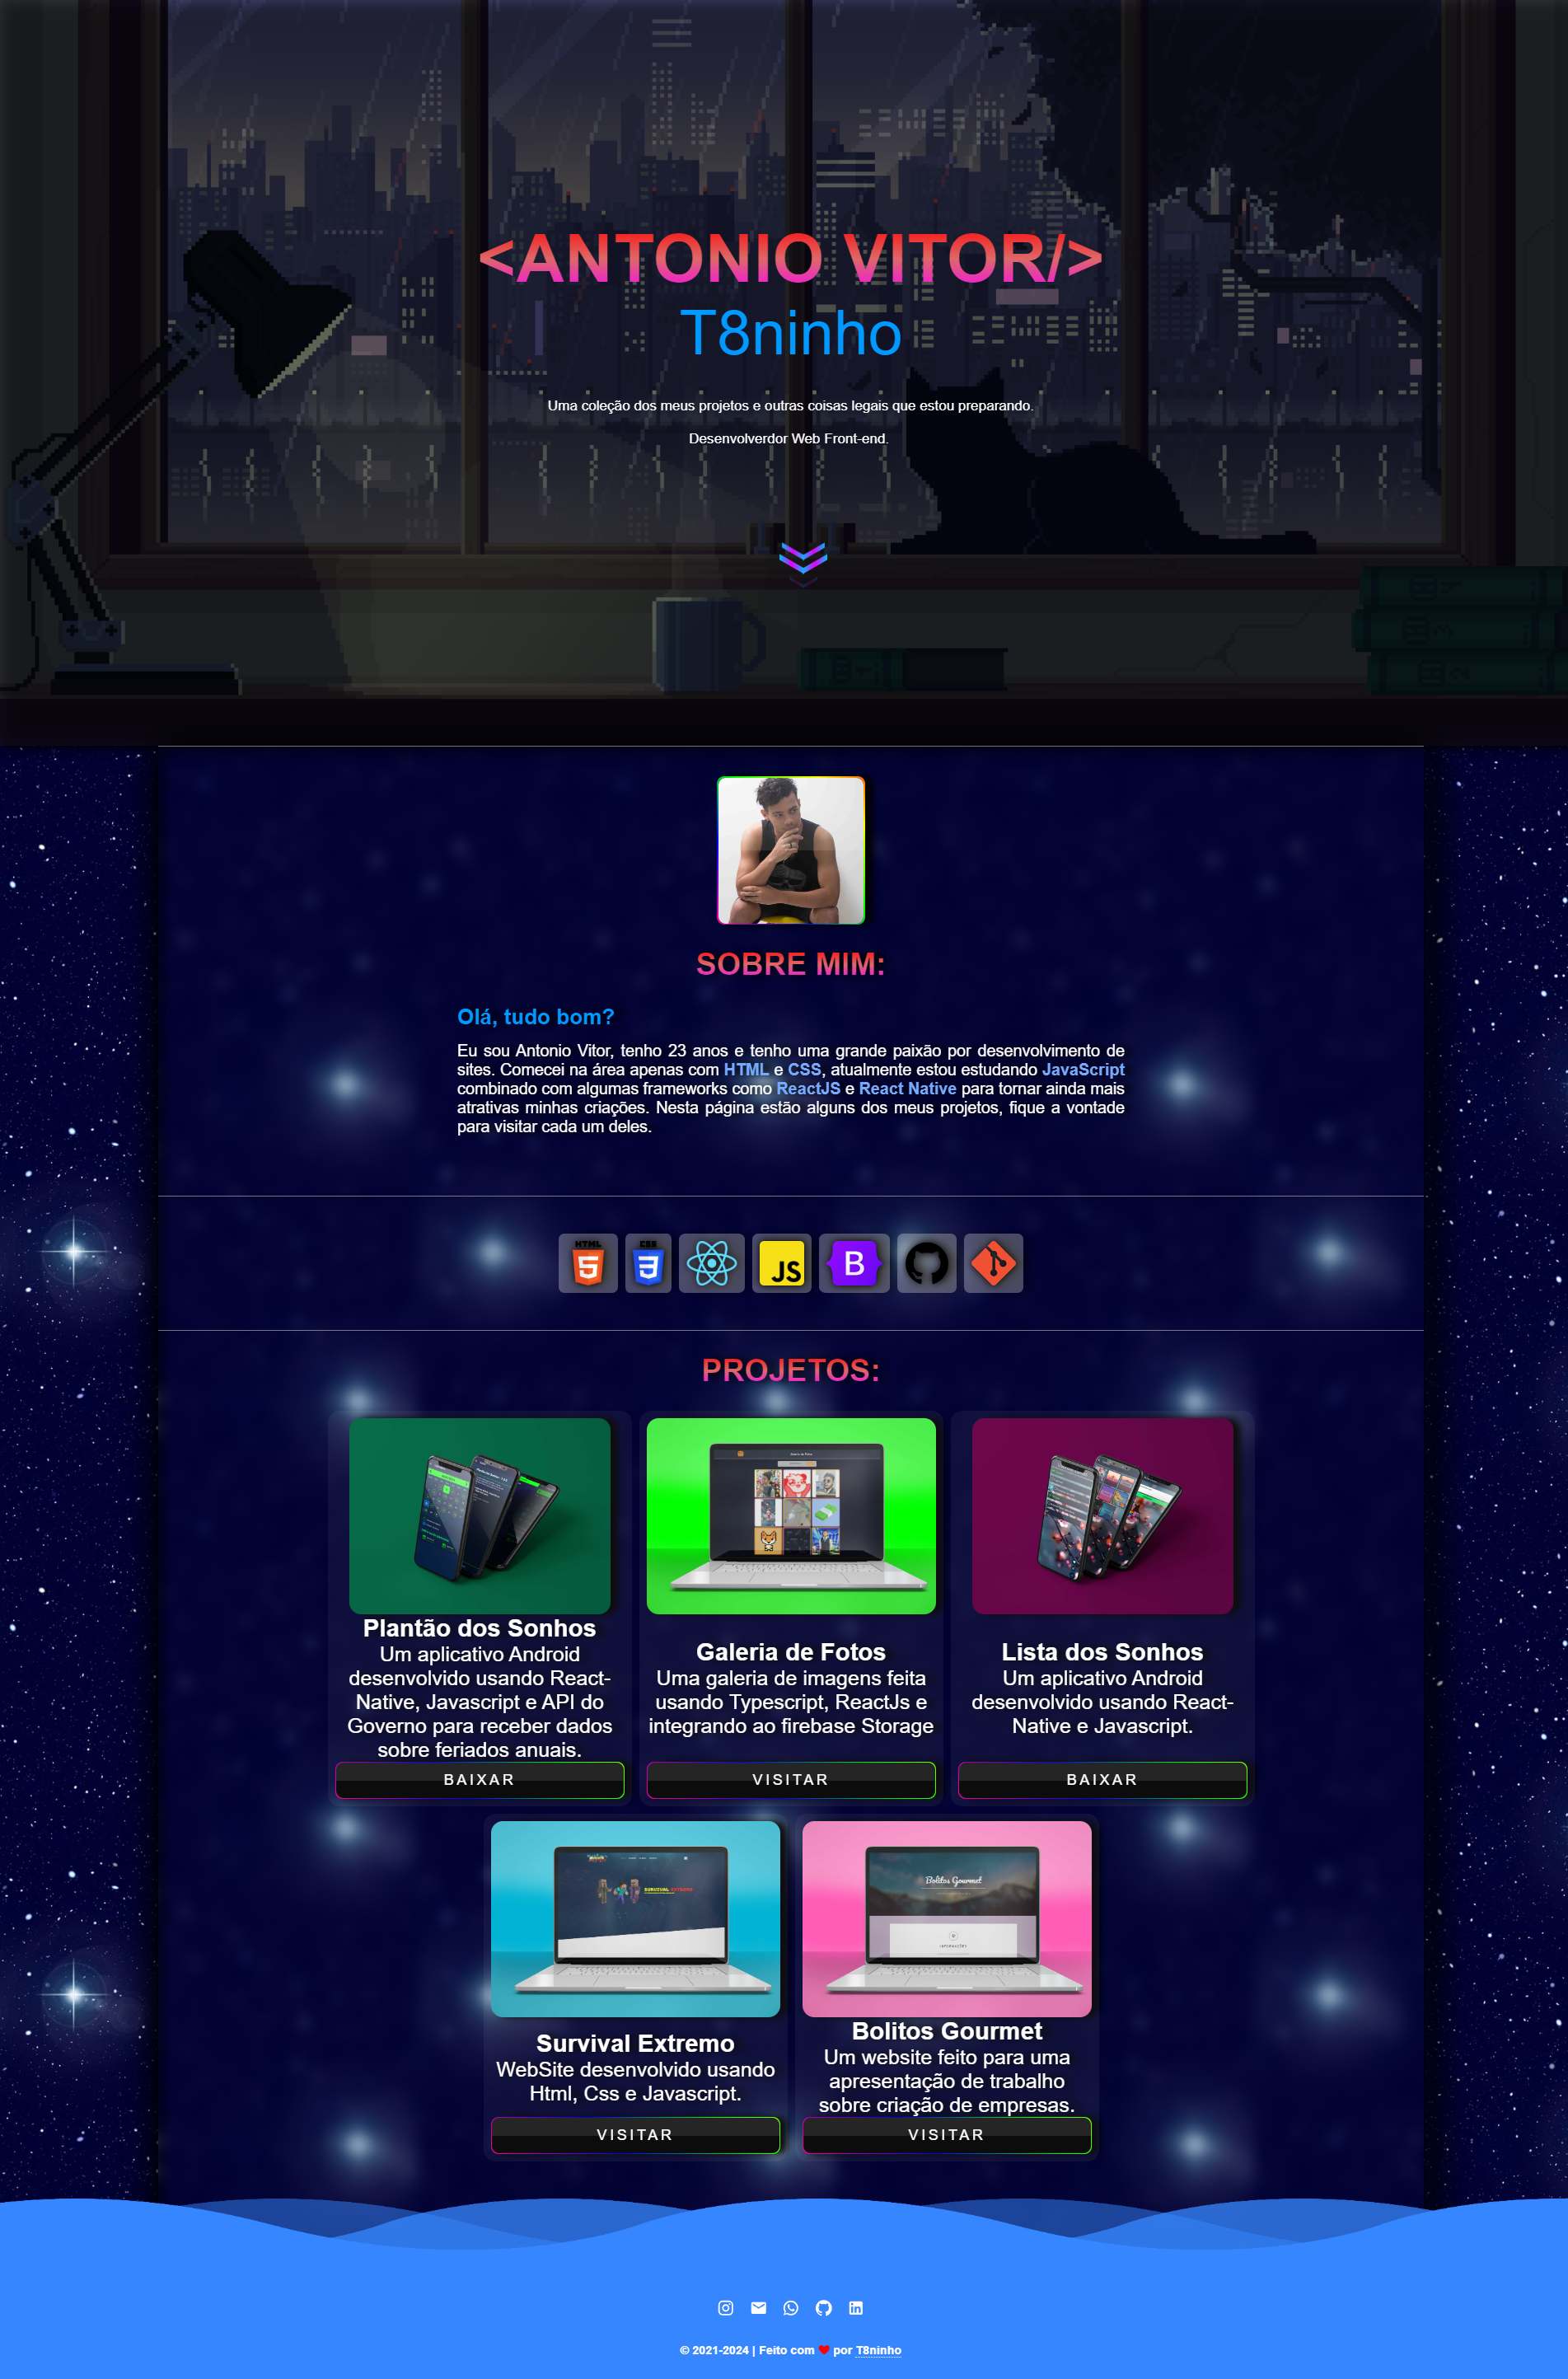 <ANTONIO VITOR/>
T8ninho
Uma coleção dos meus projetos e outras coisas legais que estou preparando.
Desenvolverdor Web Front-end.
SOBRE MIM:
Olá, tudo bom?
Eu sou Antonio Vitor, tenho 23 anos e tenho uma grande paixão por desenvolvimento de
sites. Comecei na área apenas com HTML e CSS, atualmente estou estudando JavaScript
combinado com algumas frameworks como ReactJS e React Native para tornar ainda mais
atrativas minhas criações. Nesta página estão alguns dos meus projetos, fique a vontade
para visitar cada um deles.
HTML 5 CSS 3 JS B
PROJETOS:
Galeria de Fotos
Plantão dos Sonhos
Um aplicativo Android
desenvolvido usando React-
Native, Javascript e API do
Governo para receber dados
sobre feriados anuais.
BAIXAR
Galeria de Fotos
Uma galeria de imagens feita
usando Typescript, ReactJs e
integrando ao firebase Storage
VISITAR
Lista dos Sonhos
Um aplicativo Android
desenvolvido usando React-
Native e Javascript.
BAIXAR
SURVIVAL EXTREMO
Survival Extremo
WebSite desenvolvido usando
Html, Css e Javascript.
VISITAR
Bolitos Gourmet
INFORMAÇÕES
Bolitos Gourmet
Um website feito para uma
apresentação de trabalho
sobre criação de empresas.
VISITAR
© 2021-2024 | Feito com ❤ por T8ninho